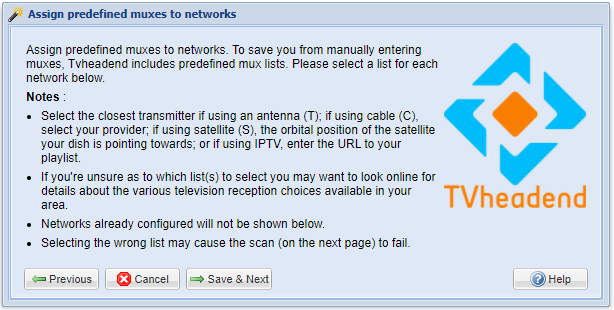 Assign predefined muxes to networks
Assign predefined muxes to networks. To save you from manually entering
muxes, Tvheadend includes predefined mux lists. Please select a list for each
network below.
Notes :
• Select the closest transmitter if using an antenna (T); if using cable (C),
select your provider; if using satellite (S), the orbital position of the satellite
your dish is pointing towards; or if using IPTV, enter the URL to your
playlist.
• If you're unsure as to which list(s) to select you may want to look online for
details about the various television reception choices available in your
area.
• Networks already configured will not be shown below.
• Selecting the wrong list may cause the scan (on the next page) to fail.
TVheadend
Previous
Cancel
Save & Next
Help